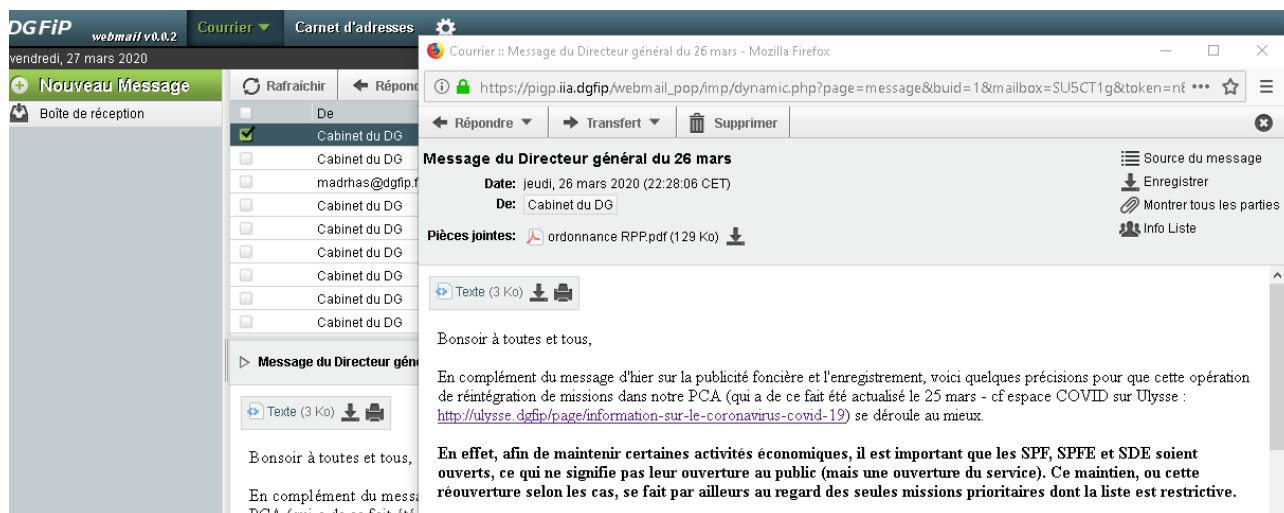 DGFiP webmail v0.0.2 Courrier Carnet d'adresses
vendredi, 27 mars 2020
Nouveau Message
Boîte de réception
Rafraîchir Répond
De
Cabinet du DG
Cabinet du DG
madrhas@dgfip.f
Cabinet du DG
Cabinet du DG
Cabinet du DG
Cabinet du DG
Cabinet du DG
Cabinet du DG
Message du Directeur géné
Texte (3 Ko)
Bonsoir à toutes et tous,
En complément du messa
Courrier :: Message du Directeur général du 26 mars - Mozilla Firefox
https://pigp.iia.dgfip/webmail_pop/imp/dynamic.php?page=message&buid=1&mailbox=SU5CT1g&token=n
Répondre Transfert Supprimer
Message du Directeur général du 26 mars
Date: jeudi, 26 mars 2020 (22:28:06 CET)
De: Cabinet du DG
Pièces jointes: ordonnance RPP.pdf (129 Ko)
Source du message
Enregistrer
Montrer tous les parties
Info Liste
Texte (3 Ko)
Bonsoir à toutes et tous,
En complément du message d'hier sur la publicité foncière et l'enregistrement, voici quelques précisions pour que cette opération
de réintégration de missions dans notre PCA (qui a de ce fait été actualisé le 25 mars - cf espace COVID sur Ulysse :
http://ulysse.dgfip/page/information-sur-le-coronavirus-covid-19) se déroule au mieux.
En effet, afin de maintenir certaines activités économiques, il est important que les SPF, SPFE et SDE soient
ouverts, ce qui ne signifie pas leur ouverture au public (mais une ouverture du service). Ce maintien, ou cette
réouverture selon les cas, se fait par ailleurs au regard des seules missions prioritaires dont la liste est restrictive.